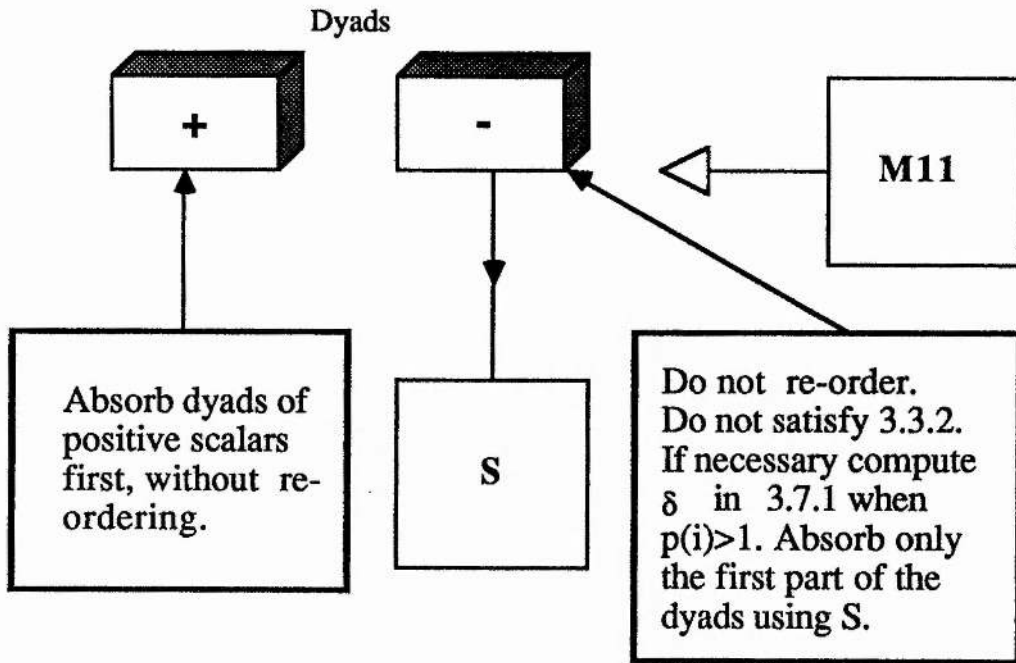 Dyads
+
-
M11
Absorb dyads of
positive scalars
first, without re-
ordering.
S
Do not re-order.
Do not satisfy 3.3.2.
If necessary compute
δ in 3.7.1 when
p(i)>1. Absorb only
the first part of the
dyads using S.